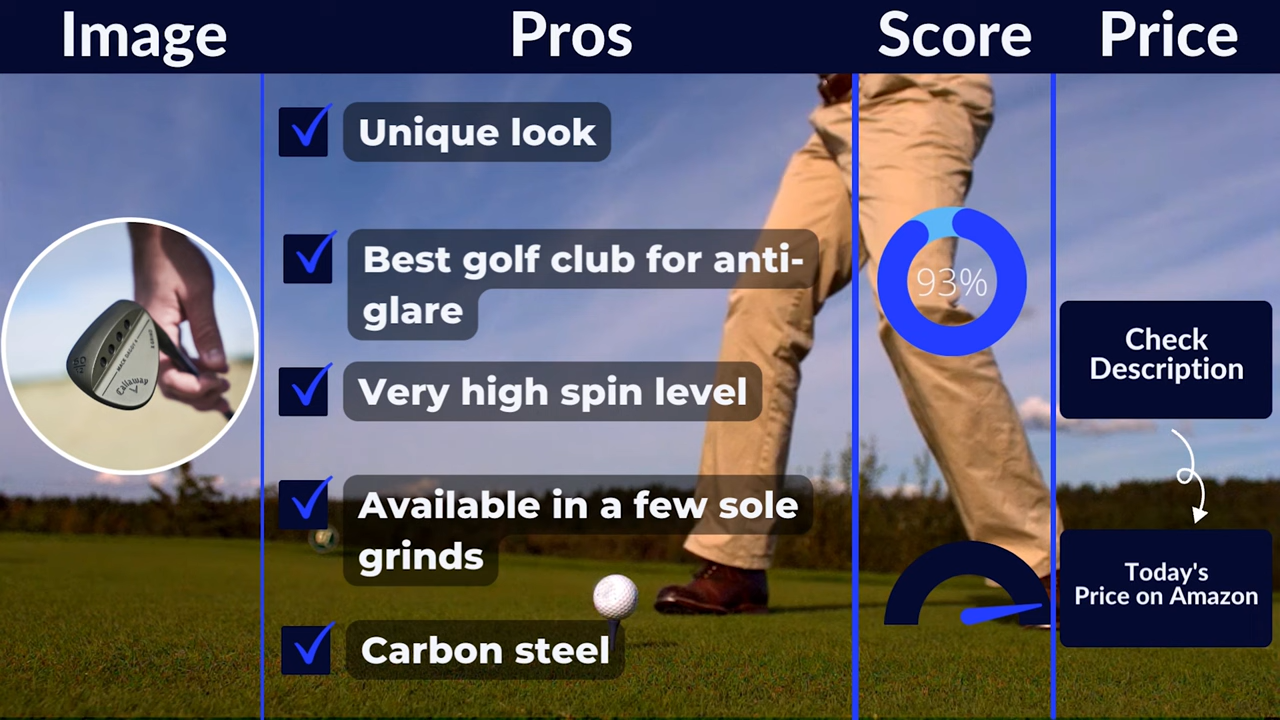 Image
Pros
Score
Price
Unique look
Best golf club for anti-
glare
Very high spin level
Available in a few sole
grinds
Carbon steel
Callaway
93%
Check
Description
Today's
Price on Amazon